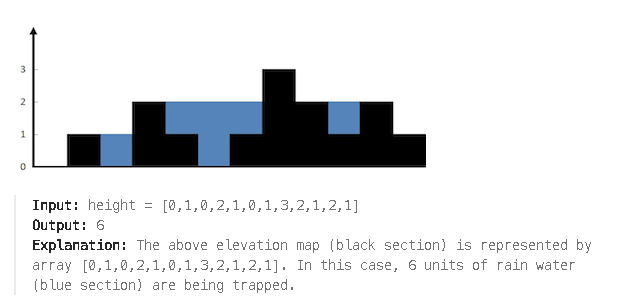 3
2
1
0
Input: height = [0,1,0,2,1,0,1,3,2,1,2,1]
Output: 6
Explanation: The above elevation map (black section) is represented by
array [0,1,0,2,1,0,1,3,2,1,2,1]. In this case, 6 units of rain water
(blue section) are being trapped.